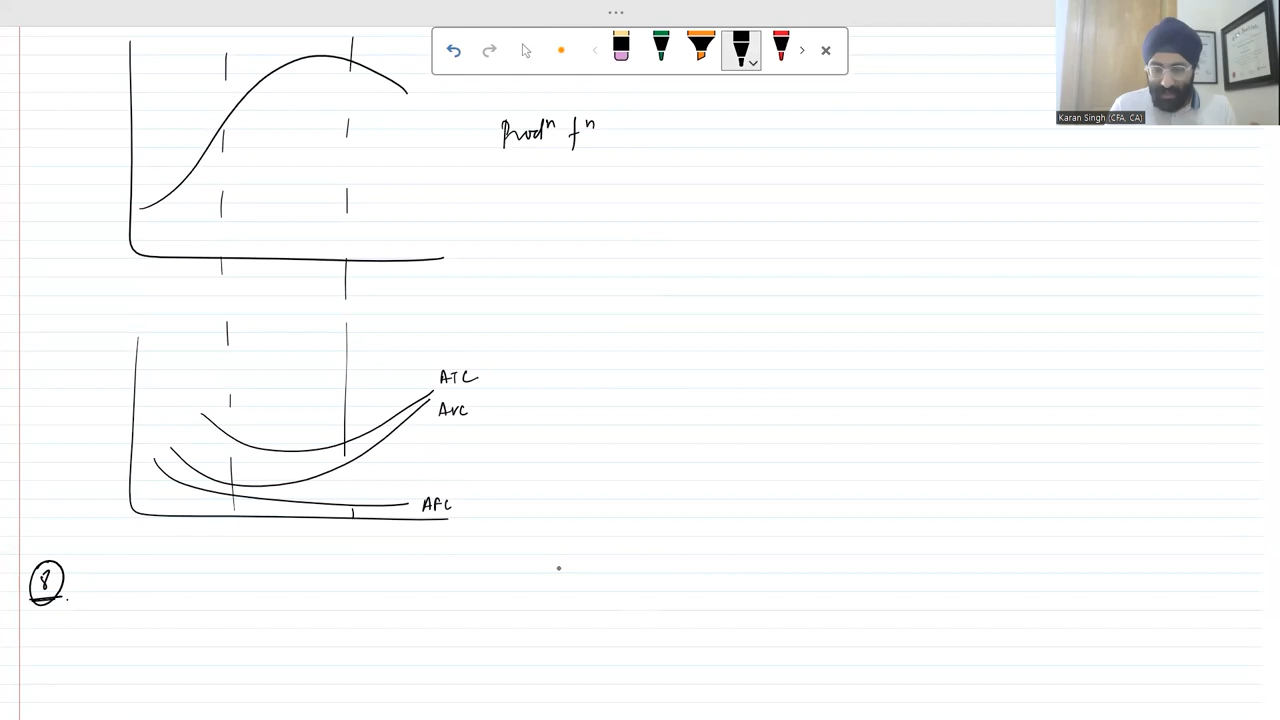 Karan Singh (CFA, CA)
prodⁿ fⁿ
ATC
AVC
AFC
8.